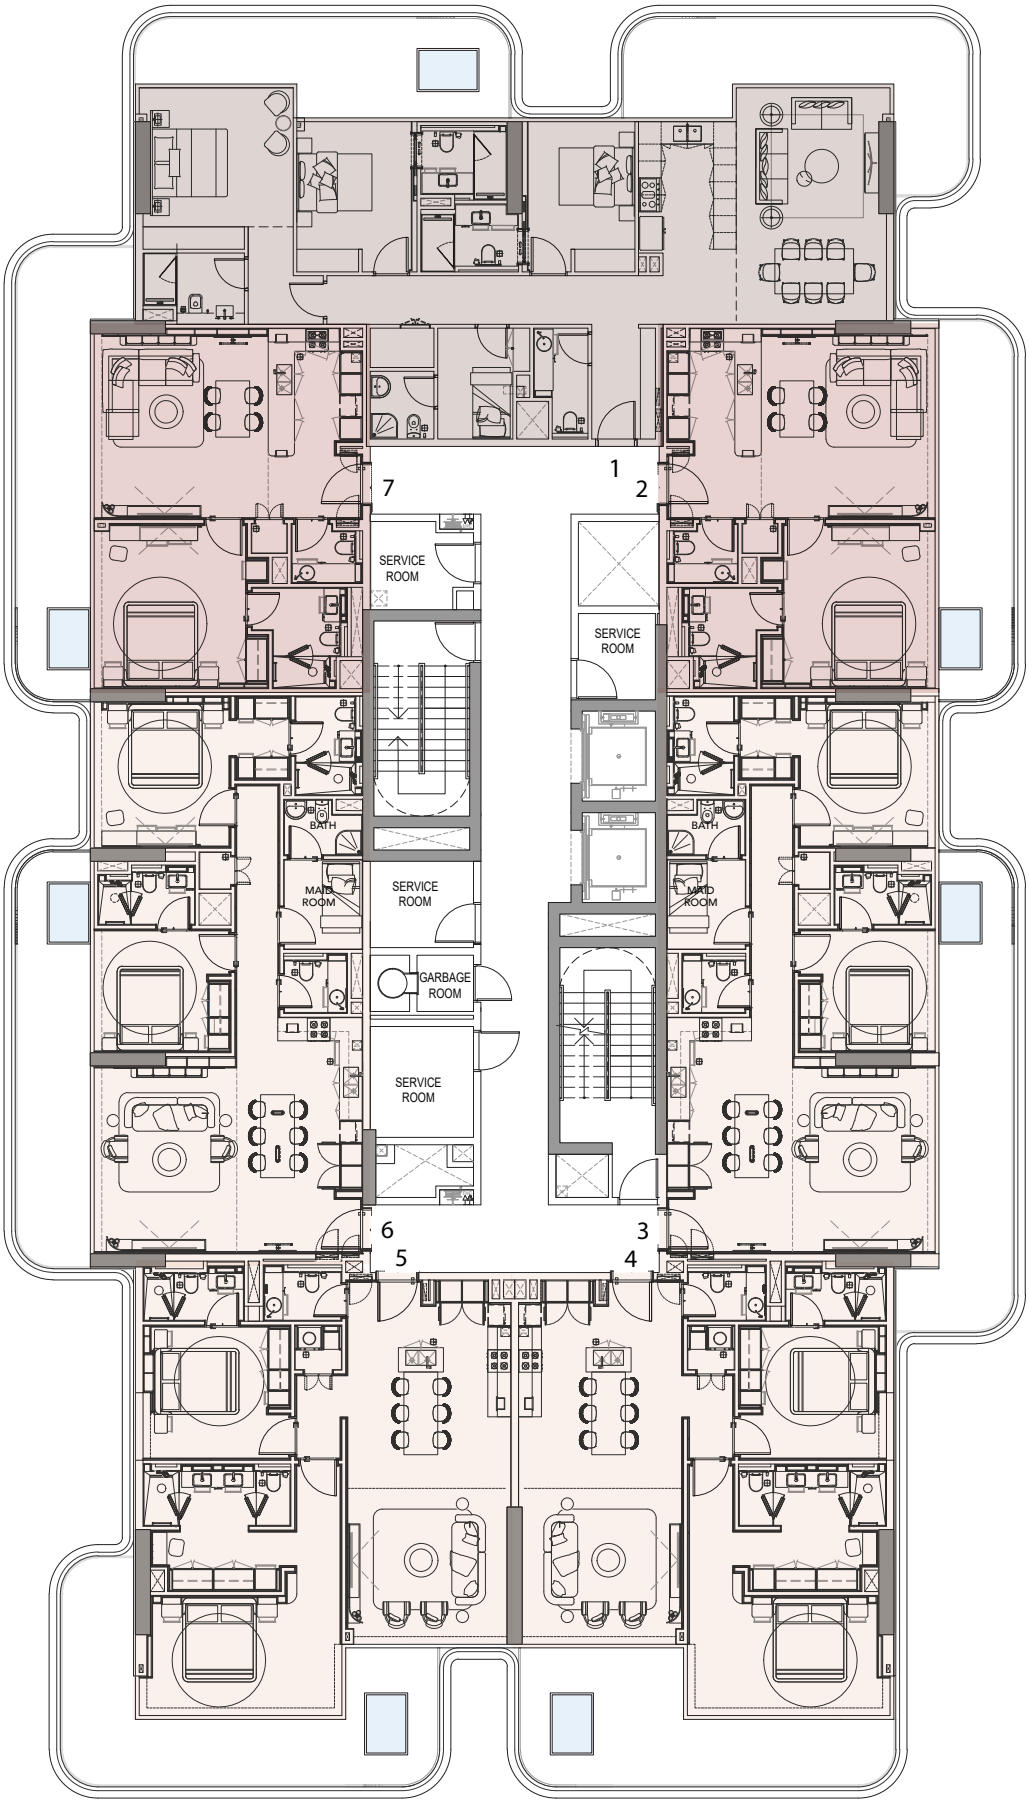 1
7
2
SERVICE
ROOM
SERVICE
ROOM
BATH
BATH
MAID
ROOM
SERVICE
ROOM
MAID
ROOM
GARBAGE
ROOM
SERVICE
ROOM
6
3
5
4